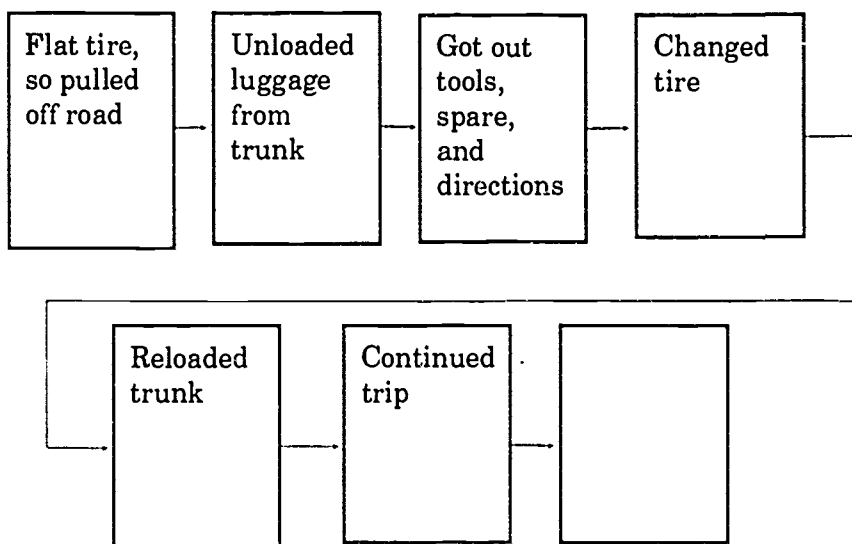 Flat tire,
so pulled
off road
Unloaded
luggage
from
trunk
Got out
tools,
spare,
and
directions
Changed
tire
Reloaded
trunk
Continued
trip